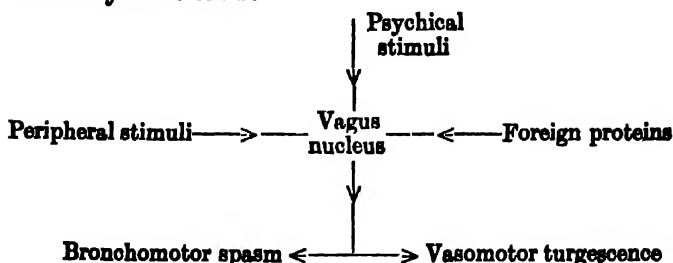 Psychical
stimuli
Peripheral stimuli
Vagus
nucleus
Foreign proteins
Bronchomotor spasm
Vasomotor turgescence